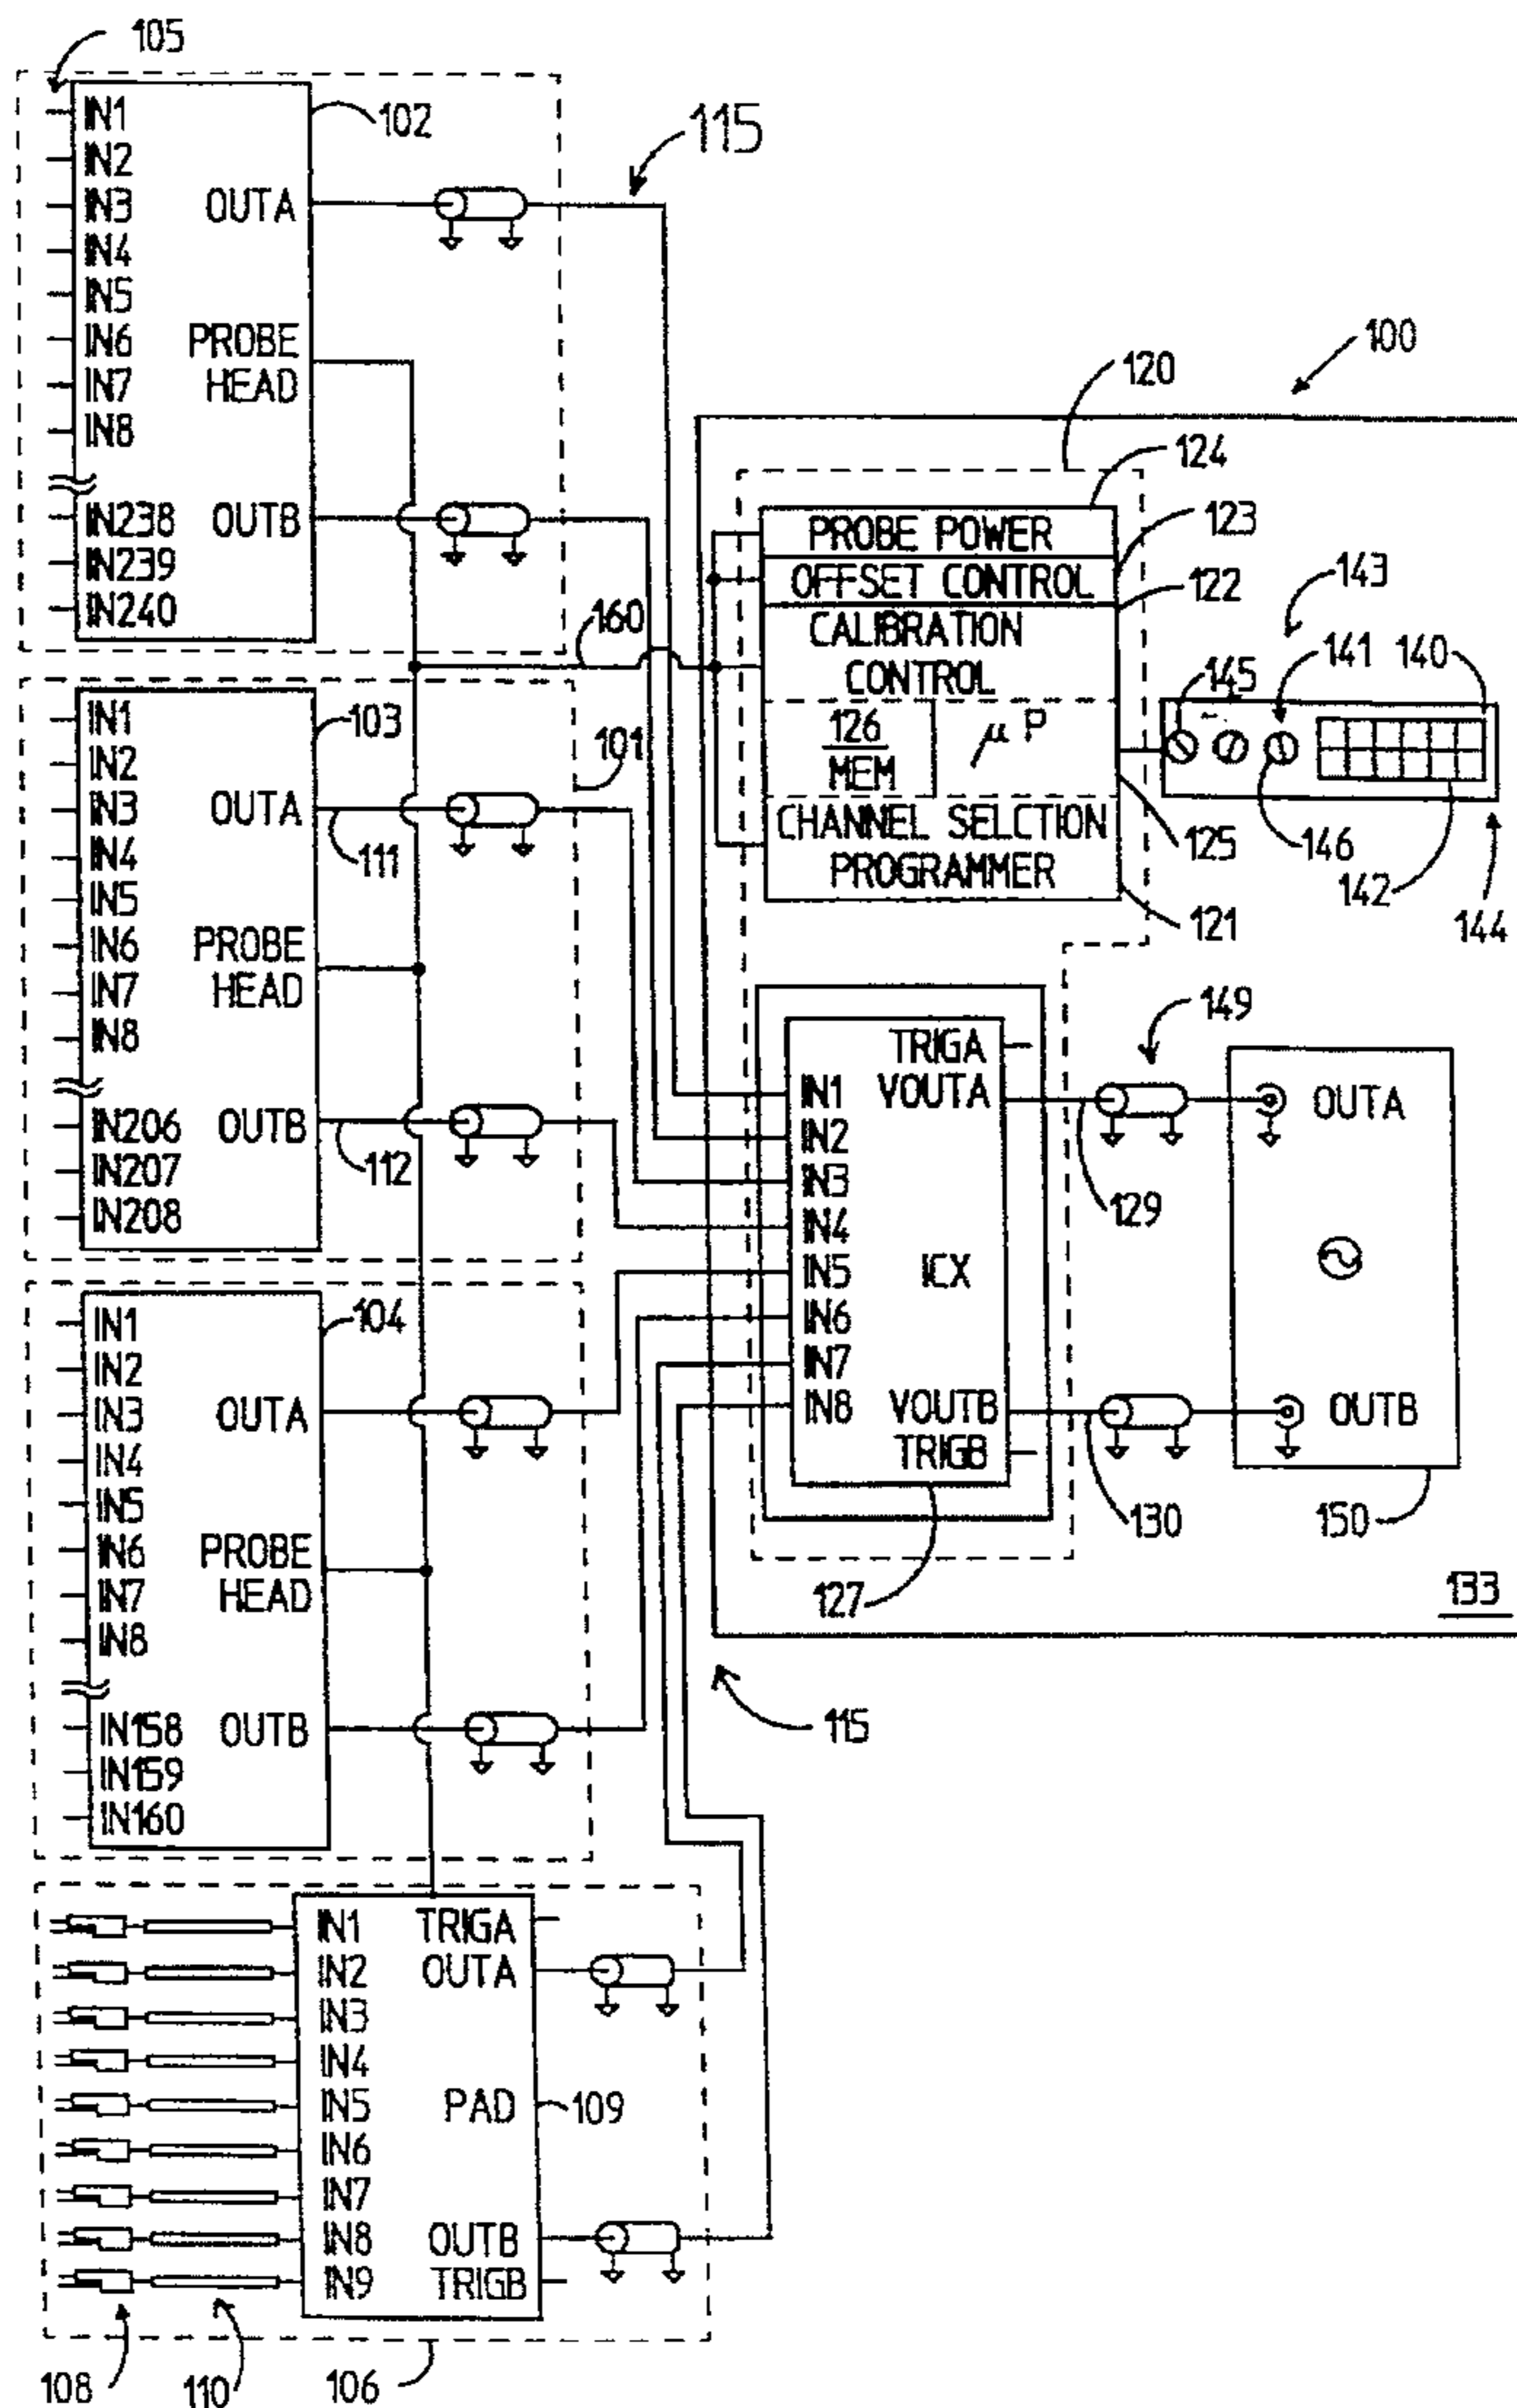 105
IN1
102
IN2
115
IN3 OUTA
IN4
IN5
IN6 PROBE
IN7 HEAD
IN8
IN238 OUTB
IN239
IN240
100
120
124
PROBE POWER
123
OFFSET CONTROL
122
CALIBRATION
CONTROL
160
143
145 141 140
126
MEM
μP
CHANNEL SELCTION
PROGRAMMER
125
146
142
121
144
IN1
103
IN2
101
IN3 OUTA
111
IN4
IN5
IN6 PROBE
IN7 HEAD
IN8
IN206 OUTB
112
IN207
IN208
TRIGA
149
IN1 VOUTA
OUTA
IN2
129
IN3
IN4
IN5 ICX
IN6
IN7
IN8 VOUTB
OUTB
TRIGB
130
150
127
133
IN1
104
IN2
IN3 OUTA
IN4
IN5
IN6 PROBE
IN7 HEAD
IN8
115
IN158 OUTB
IN159
IN160
IN1 TRIGA
IN2 OUTA
IN3
IN4
IN5 PAD
109
IN6
IN7
IN8 OUTB
IN9 TRIGB
108
110
106